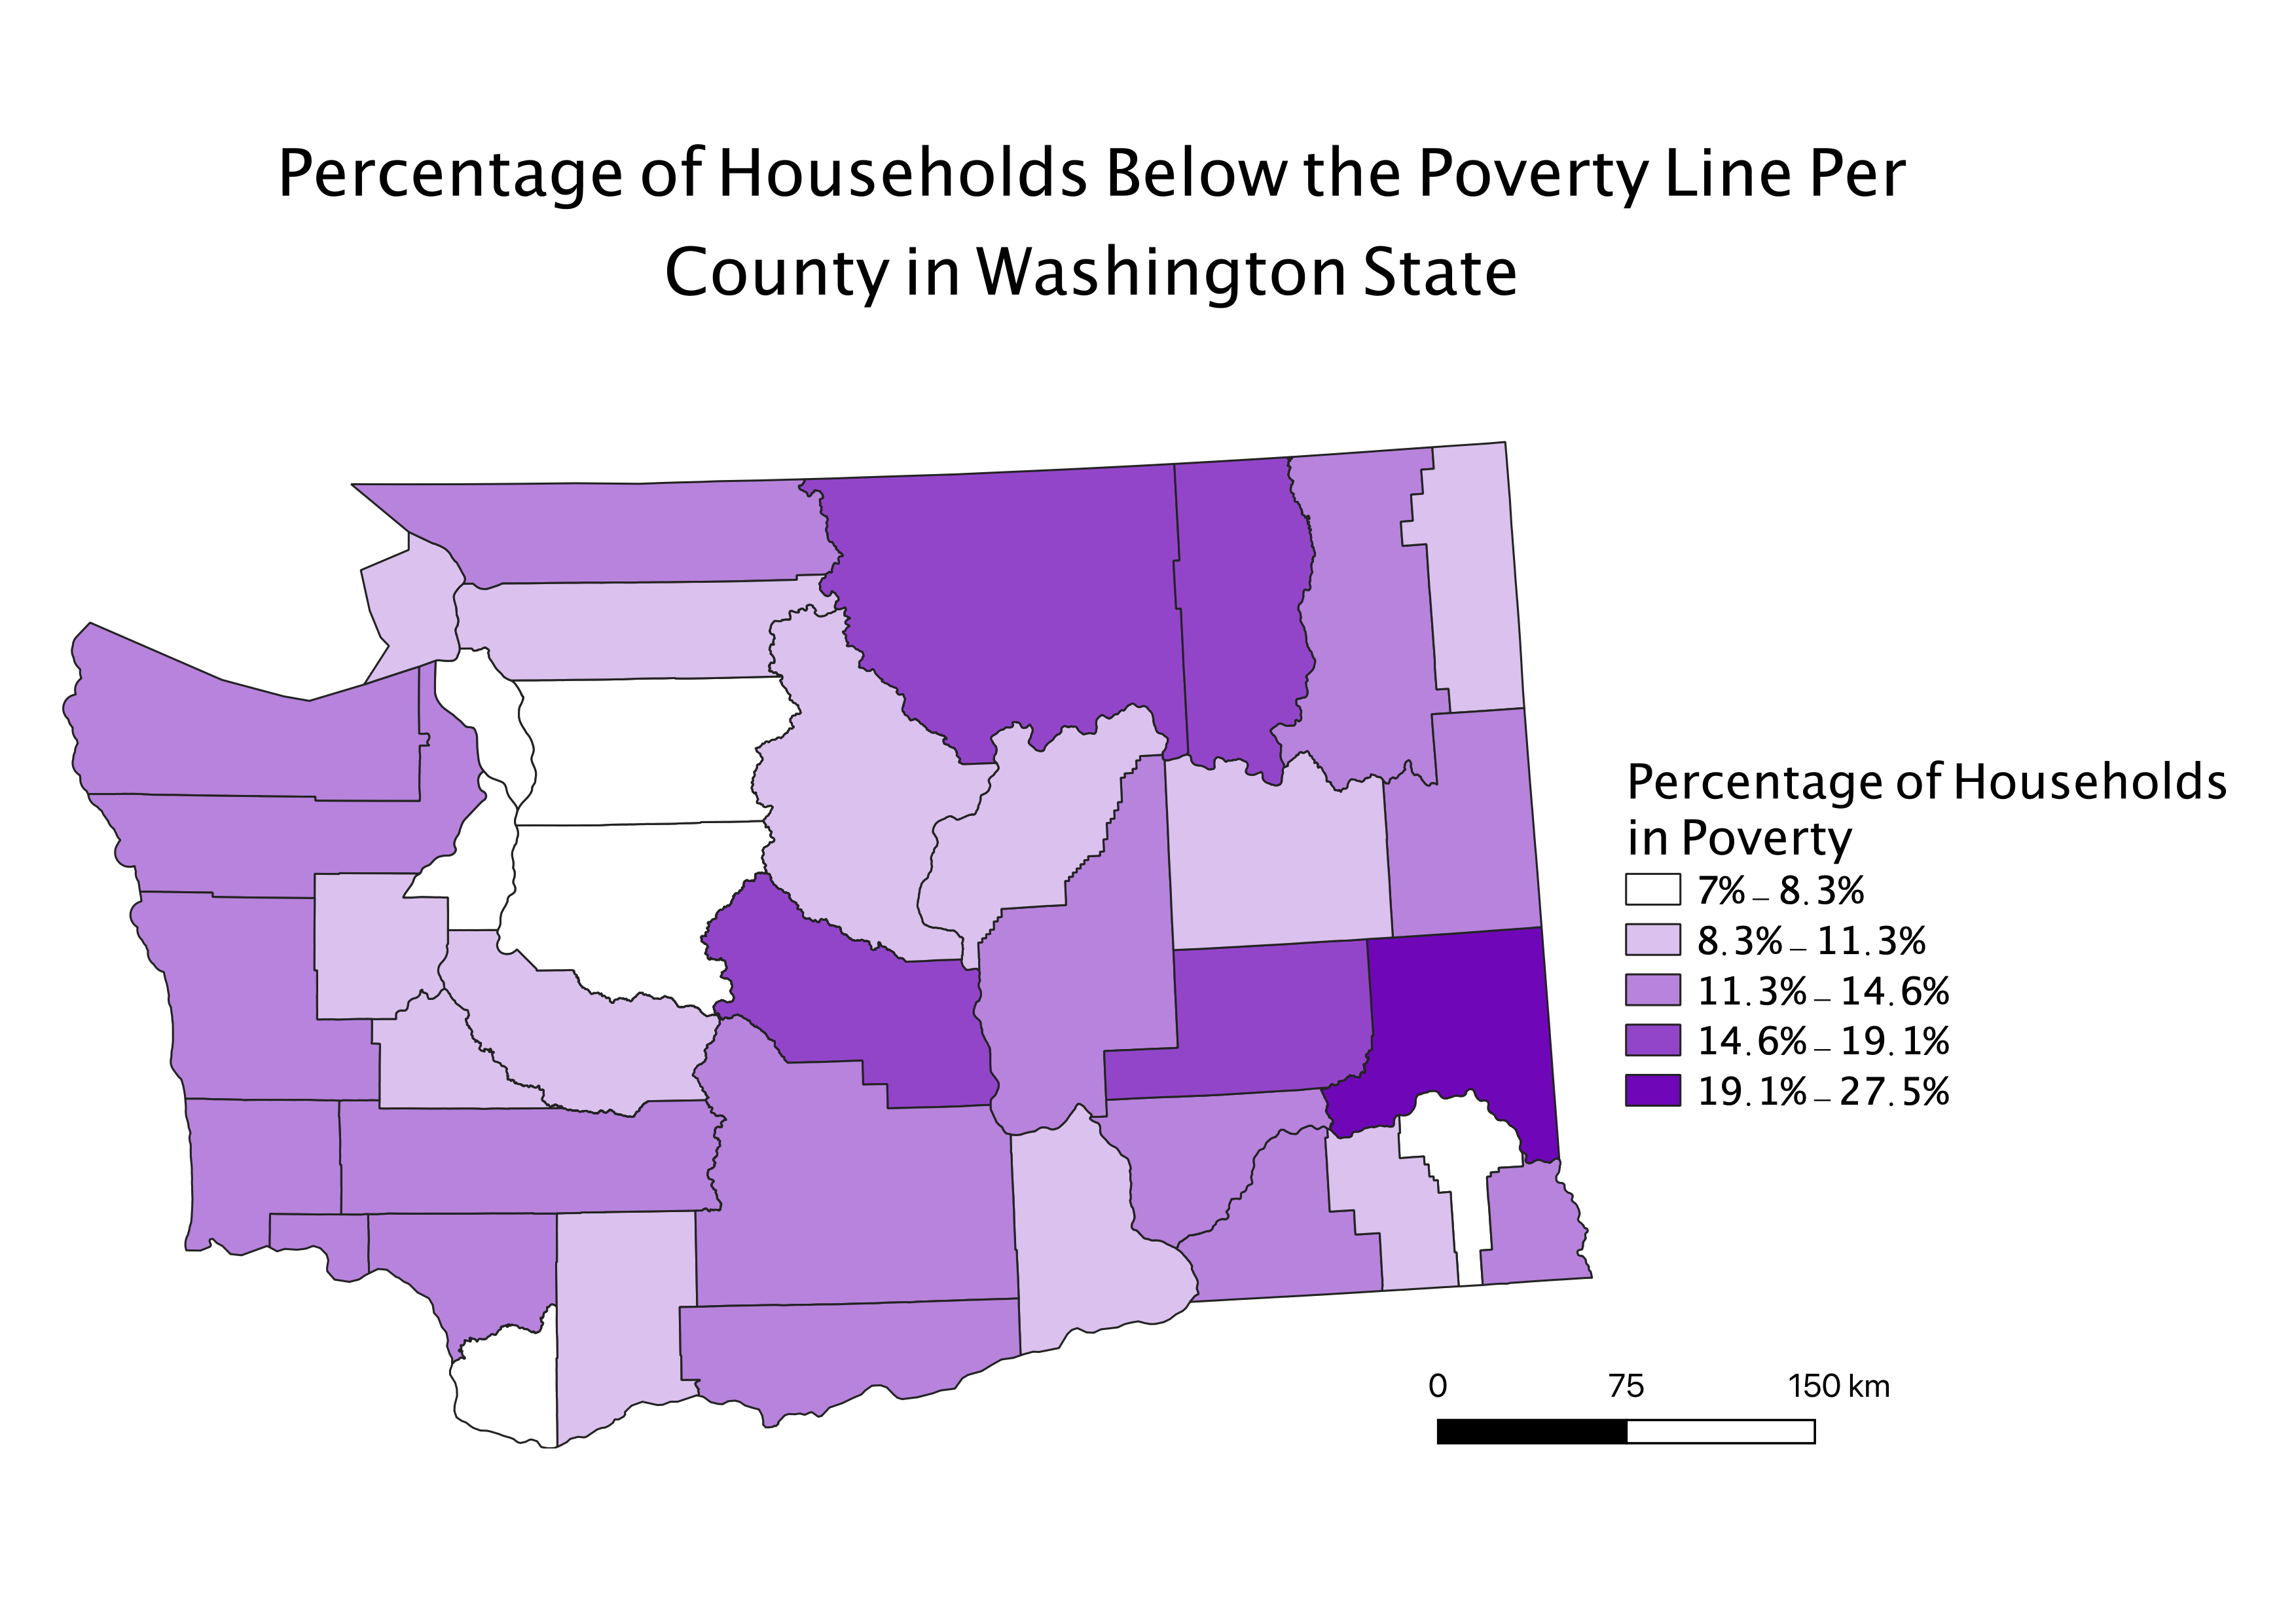 Percentage of Households Below the Poverty Line Per
County in Washington State
Percentage of Households
in Poverty
7% – 8.3%
8.3% – 11.3%
11.3% – 14.6%
14.6% – 19.1%
19.1% – 27.5%
0 75 150 km